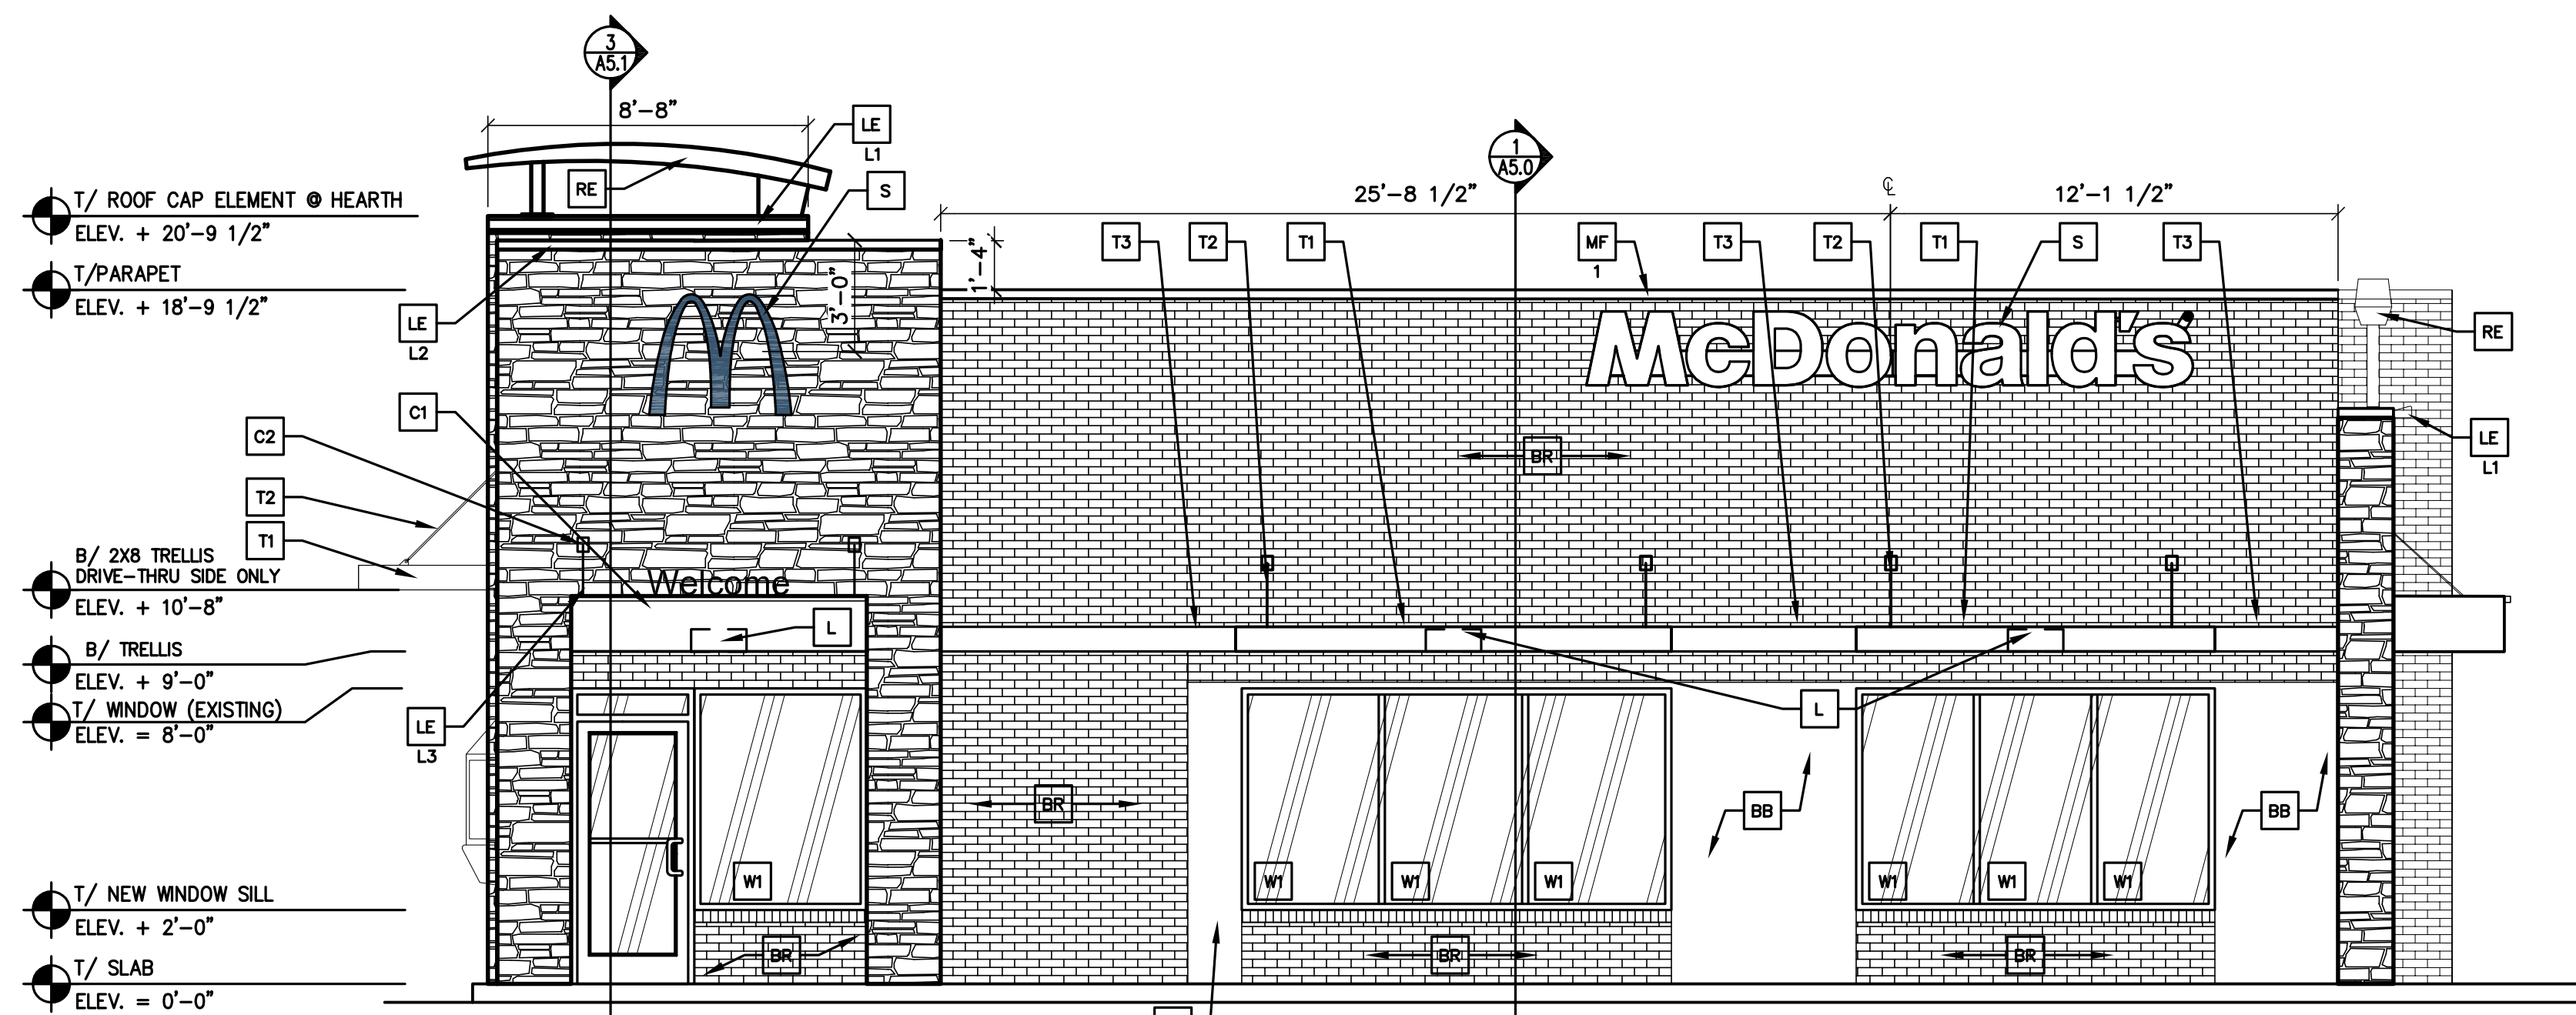 3
A5.1
8'-8"
LE
L1
RE
S
1
A5.0
25'-8 1/2"
℄
12'-1 1/2"
T/ ROOF CAP ELEMENT @ HEARTH
ELEV. + 20'-9 1/2"
T3
T2
T1
MF
1
T3
T2
T1
S
T3
1'-4"
T/PARAPET
ELEV. + 18'-9 1/2"
3'-0"
LE
L2
McDonald's
RE
C1
C2
LE
L1
BR
T2
T1
B/ 2X8 TRELLIS
DRIVE-THRU SIDE ONLY
ELEV. + 10'-8"
Welcome
L
B/ TRELLIS
ELEV. + 9'-0"
T/ WINDOW (EXISTING)
ELEV. = 8'-0"
LE
L3
L
BR
BB
BB
W1
W1
W1
W1
W1
W1
W1
T/ NEW WINDOW SILL
ELEV. + 2'-0"
BR
BR
BR
T/ SLAB
ELEV. = 0'-0"